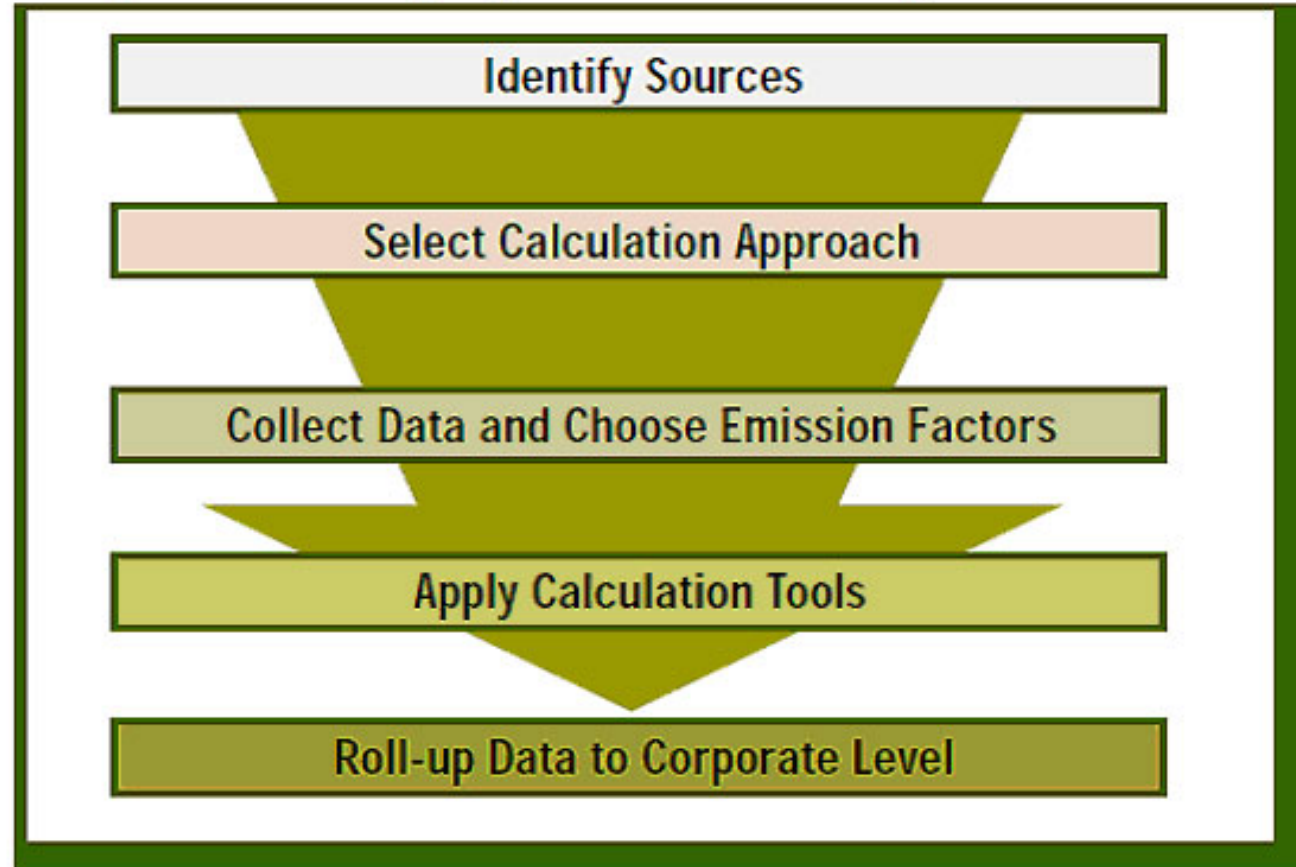 Identify Sources
Select Calculation Approach
Collect Data and Choose Emission Factors
Apply Calculation Tools
Roll-up Data to Corporate Level